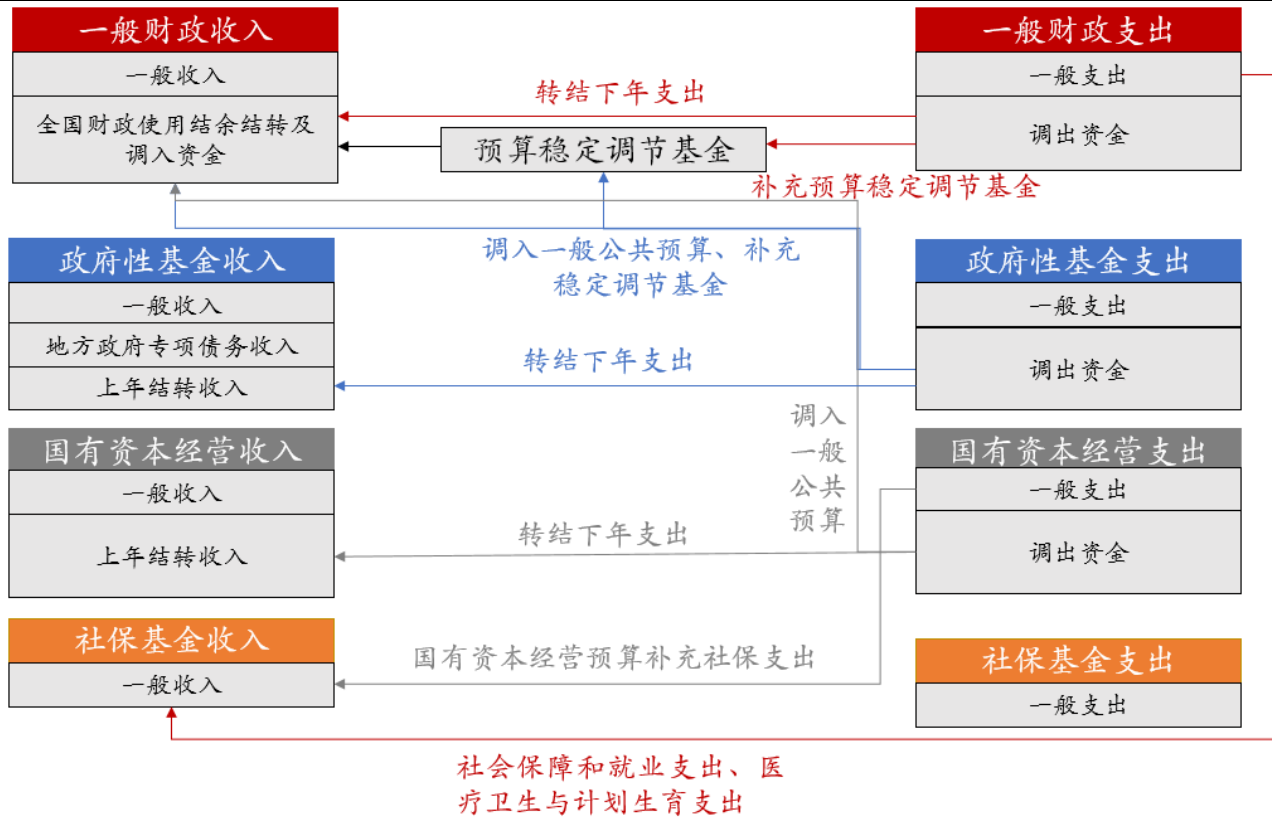 一般财政收入
一般收入
全国财政使用结余结转及
调入资金
转结下年支出
预算稳定调节基金
补充预算稳定调节基金
一般财政支出
一般支出
调出资金
政府性基金收入
一般收入
地方政府专项债务收入
上年结转收入
调入一般公共预算、补充
稳定调节基金
转结下年支出
政府性基金支出
一般支出
调出资金
国有资本经营收入
一般收入
上年结转收入
调入
一般
公共
预算
转结下年支出
国有资本经营支出
一般支出
调出资金
社保基金收入
一般收入
国有资本经营预算补充社保支出
社保基金支出
一般支出
社会保障和就业支出、医
疗卫生与计划生育支出